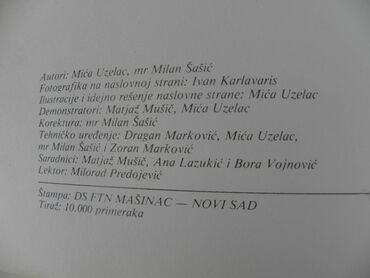 Autori: Mića Uzelac, mr Milan Šašić
Fotografika na naslovnoj strani: Ivan Karlavaris
Ilustracije i idejno rešenje naslovne strane: Mića Uzelac
Demonstratori: Matjaž Mušič, Mića Uzelac
Korektura: mr Milan Šašić
Tehničko uređenje: Dragan Marković, Mića Uzelac,
mr Milan Šašić i Zoran Marković
Saradnici: Matjaž Mušič, Ana Lazukić i Bora Vojnović
Lektor: Milorad Predojević
Štampa: DS FTN MAŠINAC — NOVI SAD
Tiraž: 10.000 primeraka